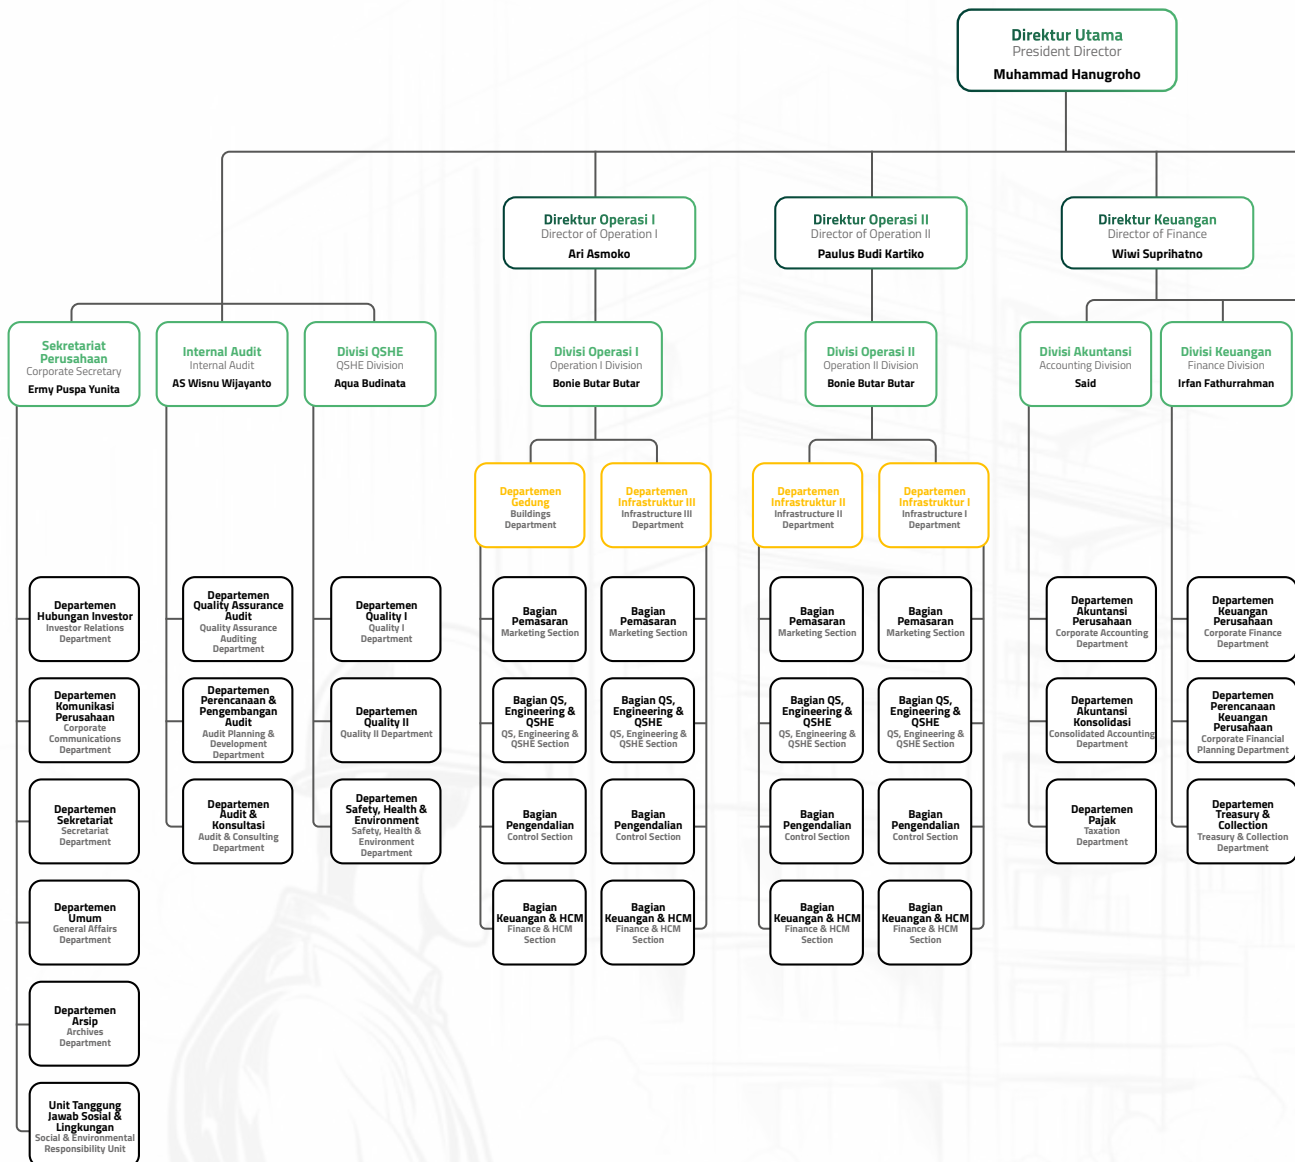 Direktur Utama
President Director
Muhammad Hanugroho
Direktur Operasi I
Director of Operation I
Ari Asmoko
Direktur Operasi II
Director of Operation II
Paulus Budi Kartiko
Direktur Keuangan
Director of Finance
Wiwi Suprihatno
Sekretariat
Perusahaan
Corporate Secretary
Ermy Puspa Yunita
Internal Audit
Internal Audit
AS Wisnu Wijayanto
Divisi QSHE
QSHE Division
Aqua Budinata
Divisi Operasi I
Operation I Division
Bonie Butar Butar
Divisi Operasi II
Operation II Division
Bonie Butar Butar
Divisi Akuntansi
Accounting Division
Said
Divisi Keuangan
Finance Division
Irfan Fathurrahman
Departemen
Gedung
Buildings
Department
Departemen
Infrastruktur III
Infrastructure III
Department
Departemen
Infrastruktur II
Infrastructure II
Department
Departemen
Infrastruktur I
Infrastructure I
Department
Departemen
Hubungan Investor
Investor Relations
Department
Departemen
Quality Assurance
Audit
Quality Assurance
Auditing
Department
Departemen
Quality I
Quality I
Department
Bagian
Pemasaran
Marketing Section
Bagian
Pemasaran
Marketing Section
Bagian
Pemasaran
Marketing Section
Bagian
Pemasaran
Marketing Section
Departemen
Akuntansi
Perusahaan
Corporate Accounting
Department
Departemen
Keuangan
Perusahaan
Corporate Finance
Department
Departemen
Komunikasi
Perusahaan
Corporate
Communications
Department
Departemen
Perencanaan &
Pengembangan
Audit
Audit Planning &
Development
Department
Departemen
Quality II
Quality II Department
Bagian QS,
Engineering &
QSHE
QS, Engineering &
QSHE Section
Bagian QS,
Engineering &
QSHE
QS, Engineering &
QSHE Section
Bagian QS,
Engineering &
QSHE
QS, Engineering &
QSHE Section
Bagian QS,
Engineering &
QSHE
QS, Engineering &
QSHE Section
Departemen
Akuntansi
Konsolidasi
Consolidated Accounting
Department
Departemen
Perencanaan
Keuangan
Perusahaan
Corporate Financial
Planning Department
Departemen
Sekretariat
Secretariat
Department
Departemen
Audit &
Konsultasi
Audit & Consulting
Department
Departemen
Safety, Health &
Environment
Safety, Health &
Environment
Department
Bagian
Pengendalian
Control Section
Bagian
Pengendalian
Control Section
Bagian
Pengendalian
Control Section
Bagian
Pengendalian
Control Section
Departemen
Pajak
Taxation
Department
Departemen
Treasury &
Collection
Treasury & Collection
Department
Departemen
Umum
General Affairs
Department
Bagian
Keuangan & HCM
Finance & HCM
Section
Bagian
Keuangan & HCM
Finance & HCM
Section
Bagian
Keuangan & HCM
Finance & HCM
Section
Bagian
Keuangan & HCM
Finance & HCM
Section
Departemen
Arsip
Archives
Department
Unit Tanggung
Jawab Sosial &
Lingkungan
Social & Environmental
Responsibility Unit